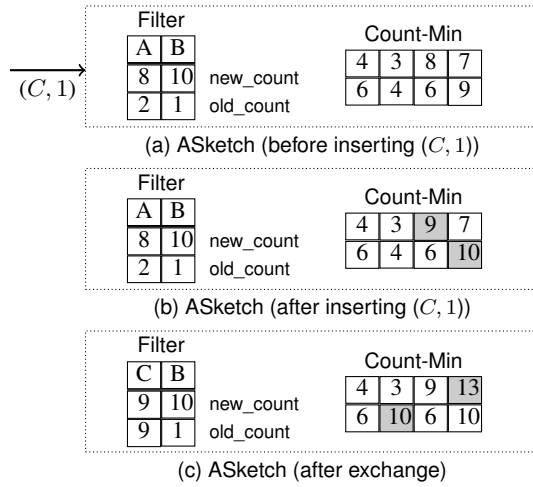 Filter
Count-Min
A B
4 3 8 7
8 10 new_count
6 4 6 9
2 1 old_count
(C, 1)
(a) ASketch (before inserting (C, 1))
Filter
Count-Min
A B
4 3 9 7
8 10 new_count
6 4 6 10
2 1 old_count
(b) ASketch (after inserting (C, 1))
Filter
Count-Min
C B
4 3 9 13
9 10 new_count
6 10 6 10
9 1 old_count
(c) ASketch (after exchange)